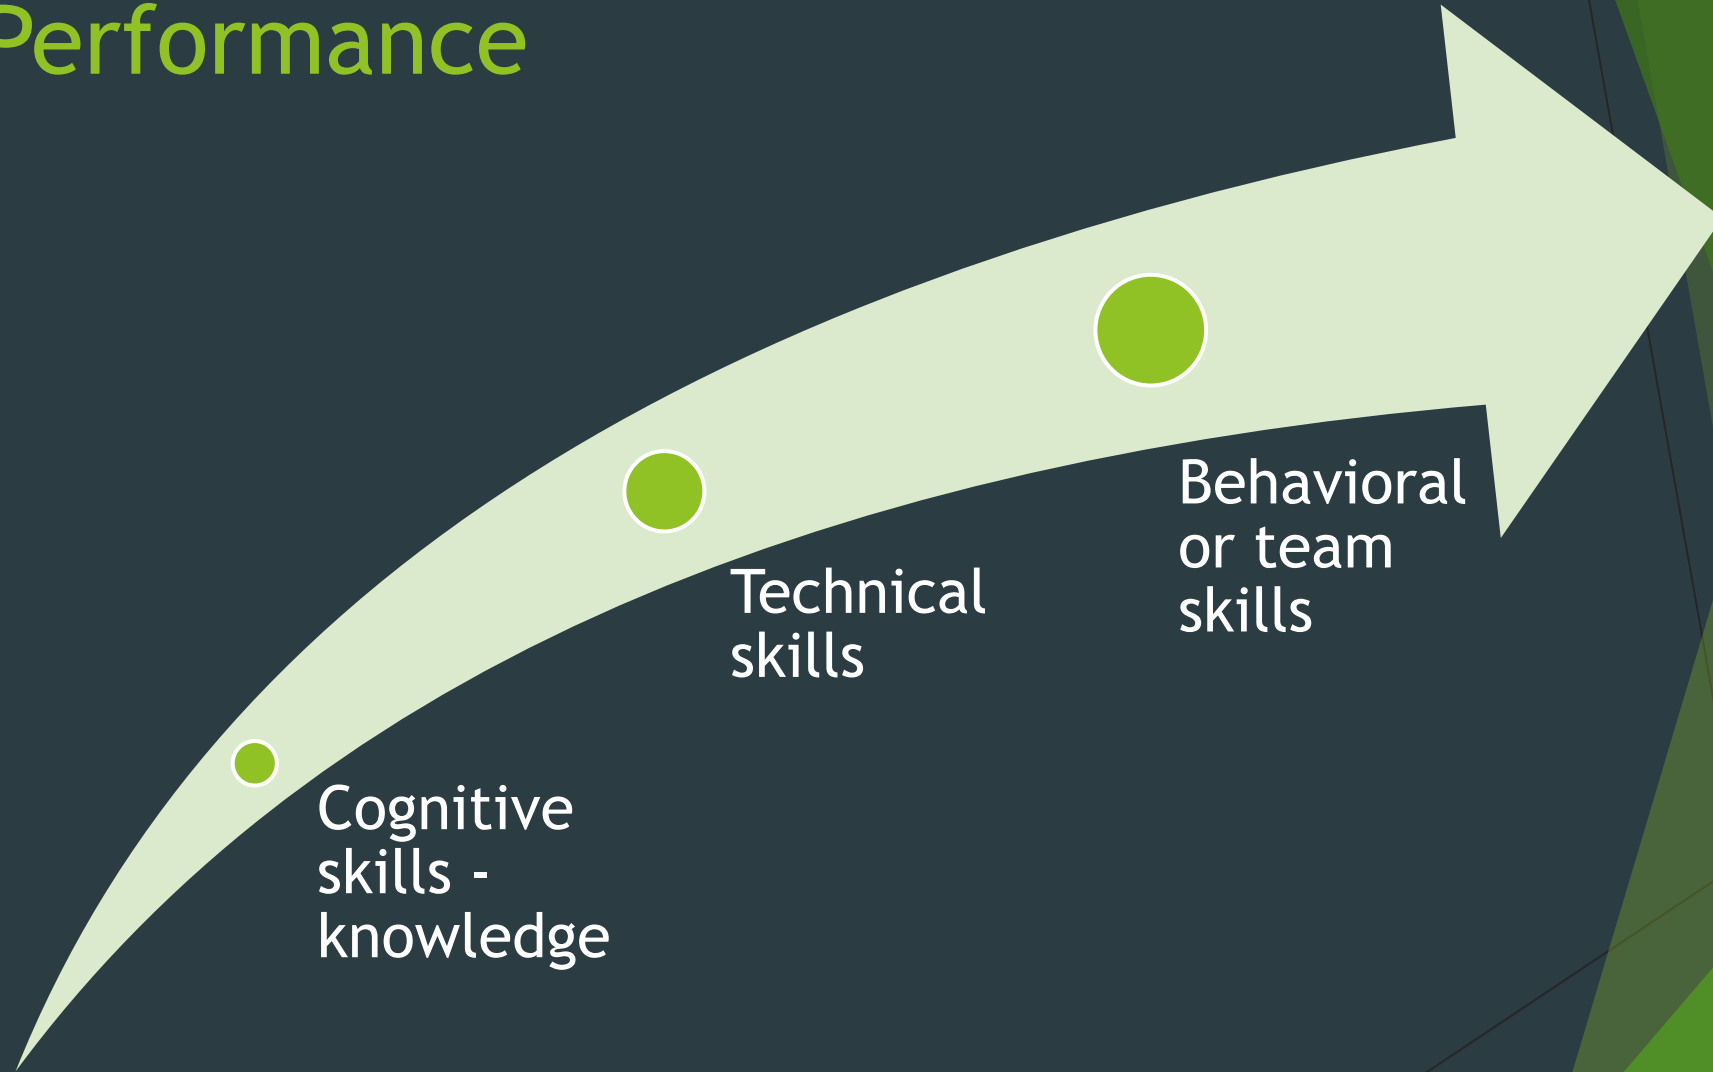 Performance
Cognitive
skills -
knowledge
Technical
skills
Behavioral
or team
skills